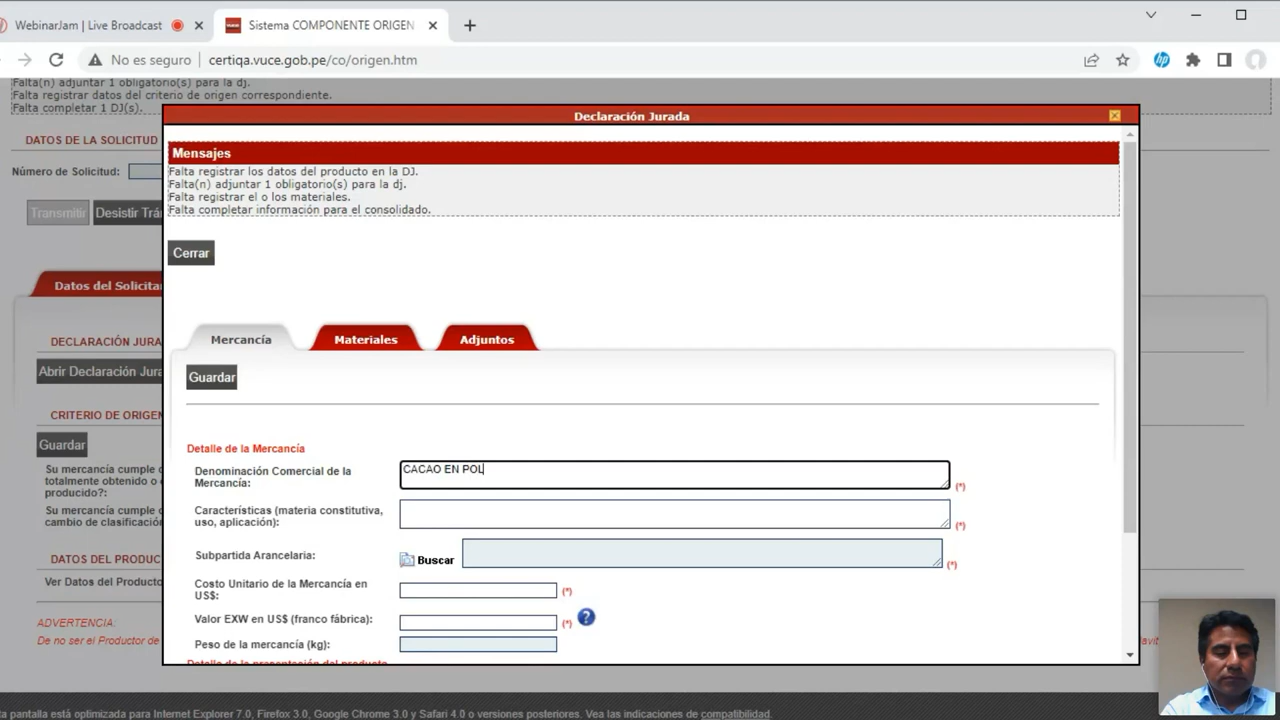 WebinarJam | Live Broadcast
Sistema COMPONENTE ORIGEN
No es seguro
certiqa.vuce.gob.pe/co/origen.htm
Falta(n) adjuntar 1 obligatorio(s) para la dj.
Falta registrar datos del criterio de origen correspondiente.
Falta completar 1 DJ(s).
DATOS DE LA SOLICITUD
Número de Solicitud:
Transmitir
Desistir Trá
Datos del Solicita
DECLARACIÓN JURA
Abrir Declaración Jura
CRITERIO DE ORIGEN
Guardar
Su mercancía cumple c
totalmente obtenido o
producido?:
Su mercancía cumple
cambio de clasificación
DATOS DEL PRODUC
Ver Datos del Producto
ADVERTENCIA:
De no ser el Productor de
Declaración Jurada
Mensajes
Falta registrar los datos del producto en la DJ.
Falta(n) adjuntar 1 obligatorio(s) para la dj.
Falta registrar el o los materiales.
Falta completar información para el consolidado.
Cerrar
Mercancía
Materiales
Adjuntos
Guardar
Detalle de la Mercancía
Denominación Comercial de la
Mercancía:
CACAO EN POL
(*)
Características (materia constitutiva,
uso, aplicación):
(*)
Subpartida Arancelaria:
Buscar
(*)
Costo Unitario de la Mercancía en
US$:
(*)
Valor EXW en US$ (franco fábrica):
(*)
?
Peso de la mercancía (kg):
Detalle de la presentación del producto
a pantalla está optimizada para Internet Explorer 7.0, Firefox 3.0, Google Chrome 3.0 y Safari 4.0 o versiones posteriores. Vea las indicaciones de compatibilidad.